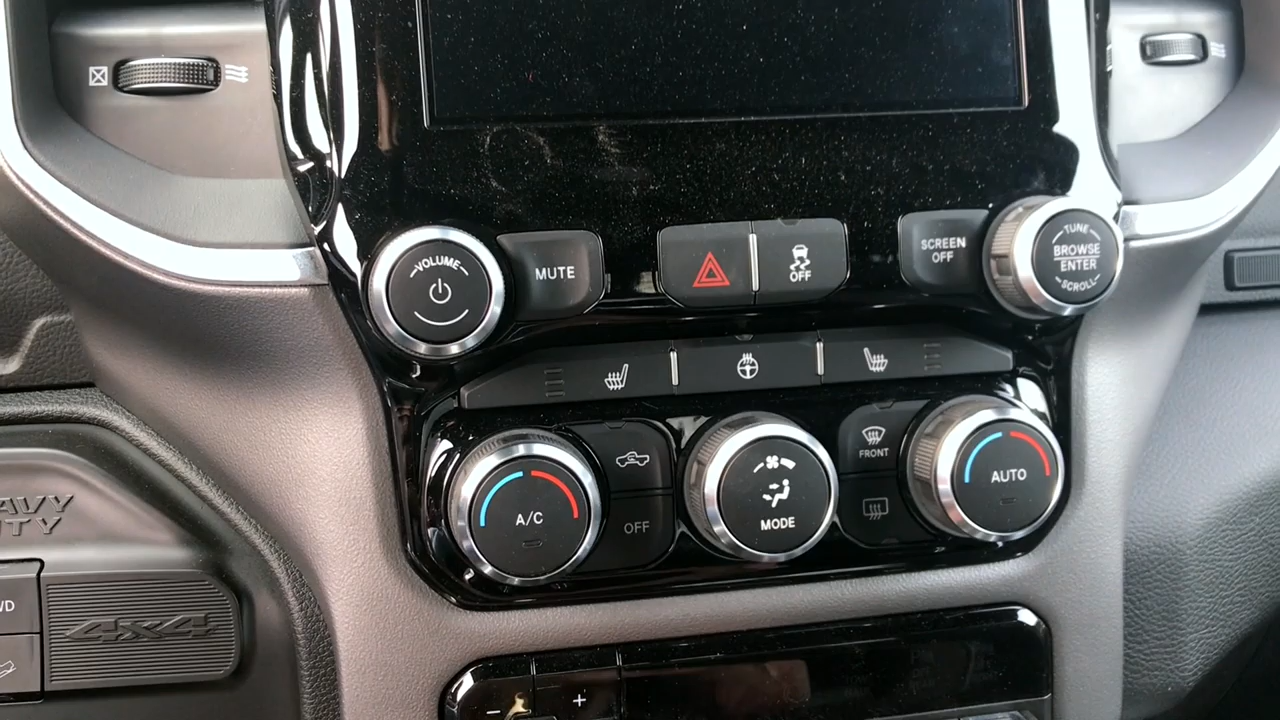 VOLUME
MUTE
OFF
SCREEN
OFF
TUNE
BROWSE
ENTER
SCROLL
A/C
OFF
MODE
FRONT
AUTO
4x4
- +